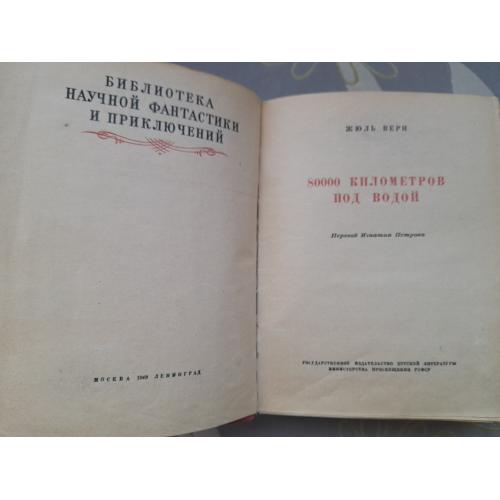 БИБЛИОТЕКА
НАУЧНОЙ ФАНТАСТИКИ
И ПРИКЛЮЧЕНИЙ
МОСКВА 1949 ЛЕНИНГРАД
ЖЮЛЬ ВЕРН
80000 КИЛОМЕТРОВ
ПОД ВОДОЙ
Перевод Игнатия Петрова
ГОСУДАРСТВЕННОЕ ИЗДАТЕЛЬСТВО ДЕТСКОЙ ЛИТЕРАТУРЫ
МИНИСТЕРСТВА ПРОСВЕЩЕНИЯ РСФСР